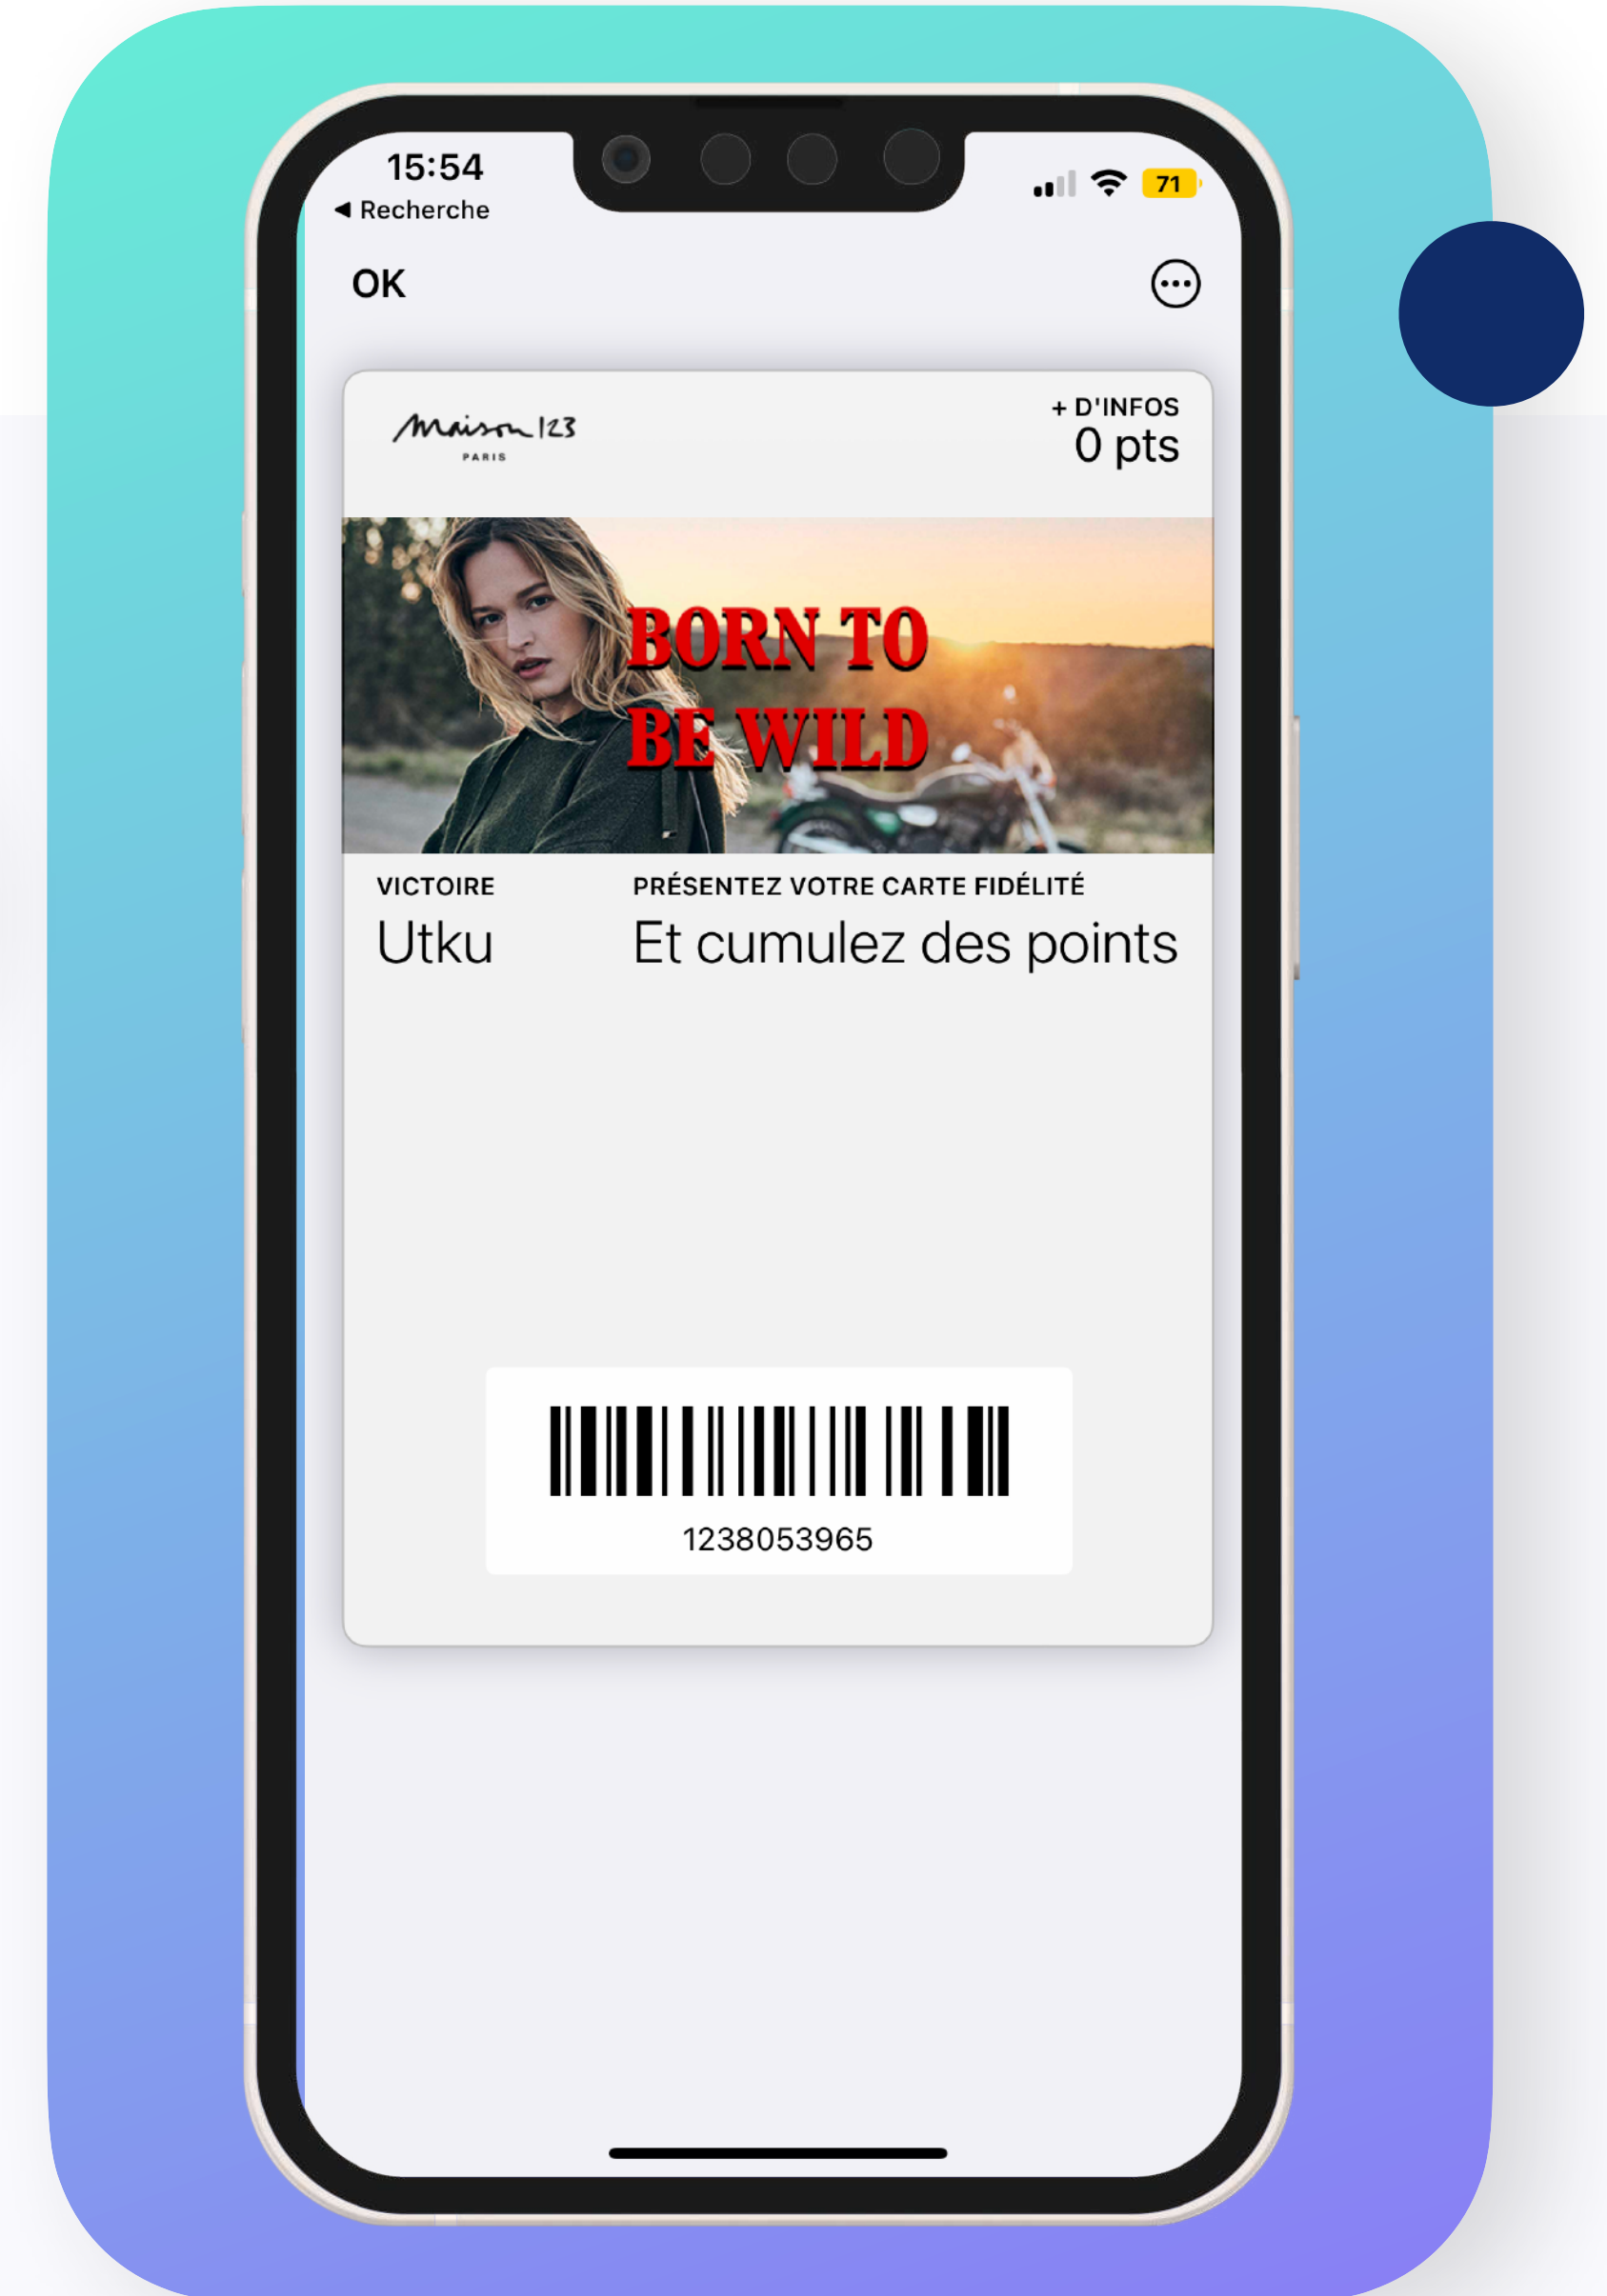 15:54
71
◀ Recherche
OK
Maison 123
PARIS
+ D'INFOS
0 pts
BORN TO
BE WILD
VICTOIRE
Utku
PRÉSENTEZ VOTRE CARTE FIDÉLITÉ
Et cumulez des points
1238053965